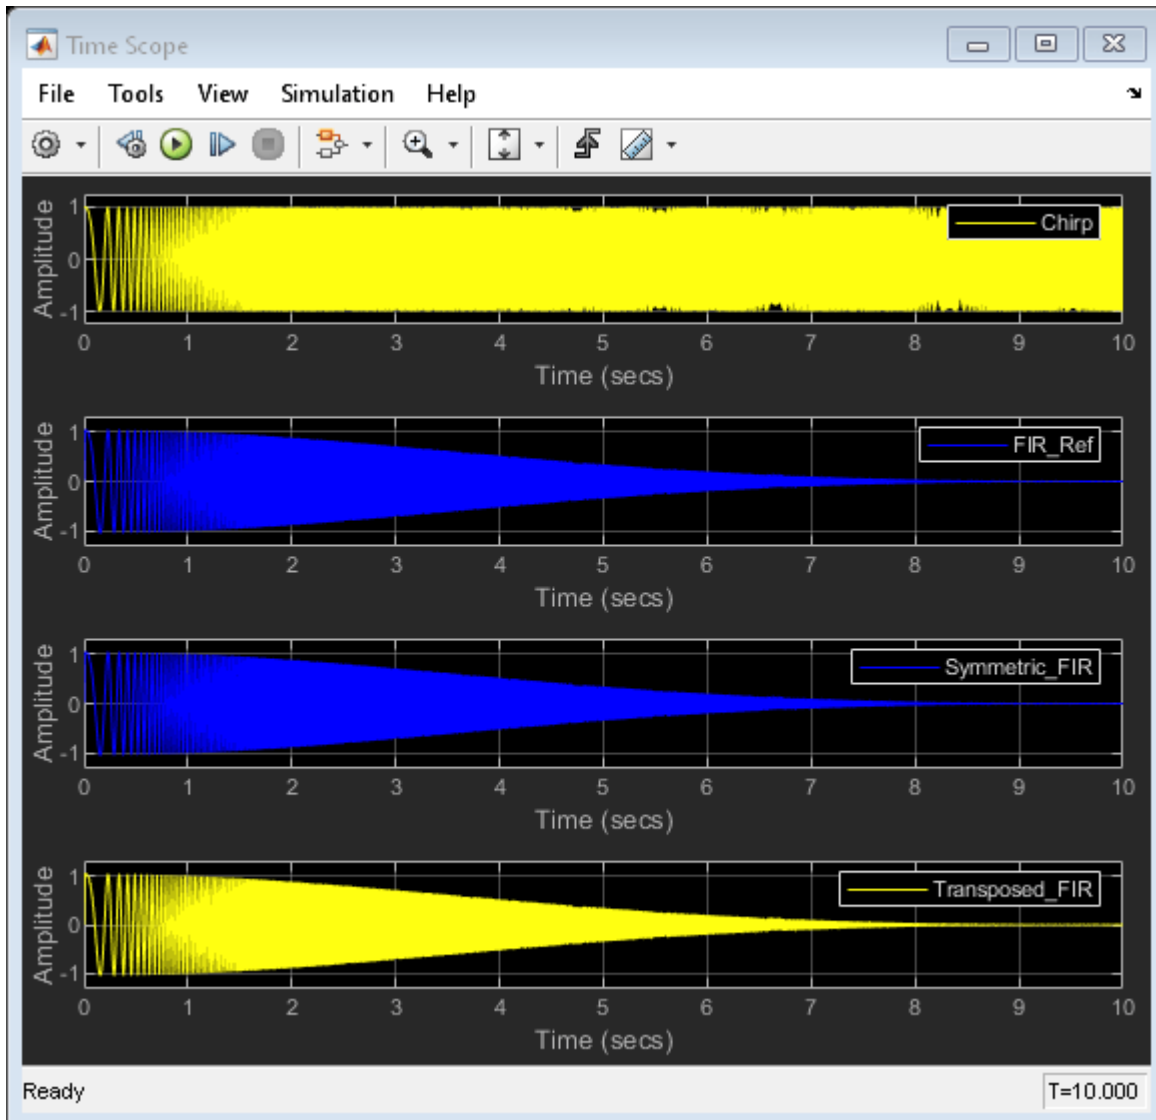 Time Scope
File Tools View Simulation Help
Amplitude
1
0
-1
Chirp
0 1 2 3 4 5 6 7 8 9 10
Time (secs)
Amplitude
1
0
-1
FIR_Ref
0 1 2 3 4 5 6 7 8 9 10
Time (secs)
Amplitude
1
0
-1
Symmetric_FIR
0 1 2 3 4 5 6 7 8 9 10
Time (secs)
Amplitude
1
0
-1
Transposed_FIR
0 1 2 3 4 5 6 7 8 9 10
Time (secs)
Ready T=10.000